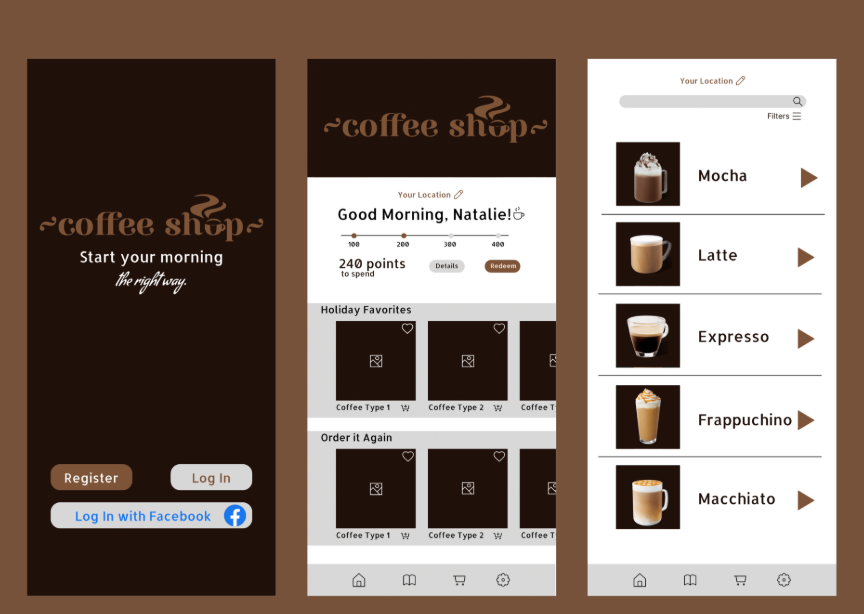 ~coffee shop~
Start your morning
the right way.
Register
Log In
Log In with Facebook
~coffee shop~
Your Location
Good Morning, Natalie!
100 200 300 400
240 points
to spend
Details
Redeem
Holiday Favorites
Coffee Type 1
Coffee Type 2
Coffee T
Order it Again
Coffee Type 1
Coffee Type 2
Coffee T
Your Location
Filters
Mocha
Latte
Expresso
Frappuchino
Macchiato